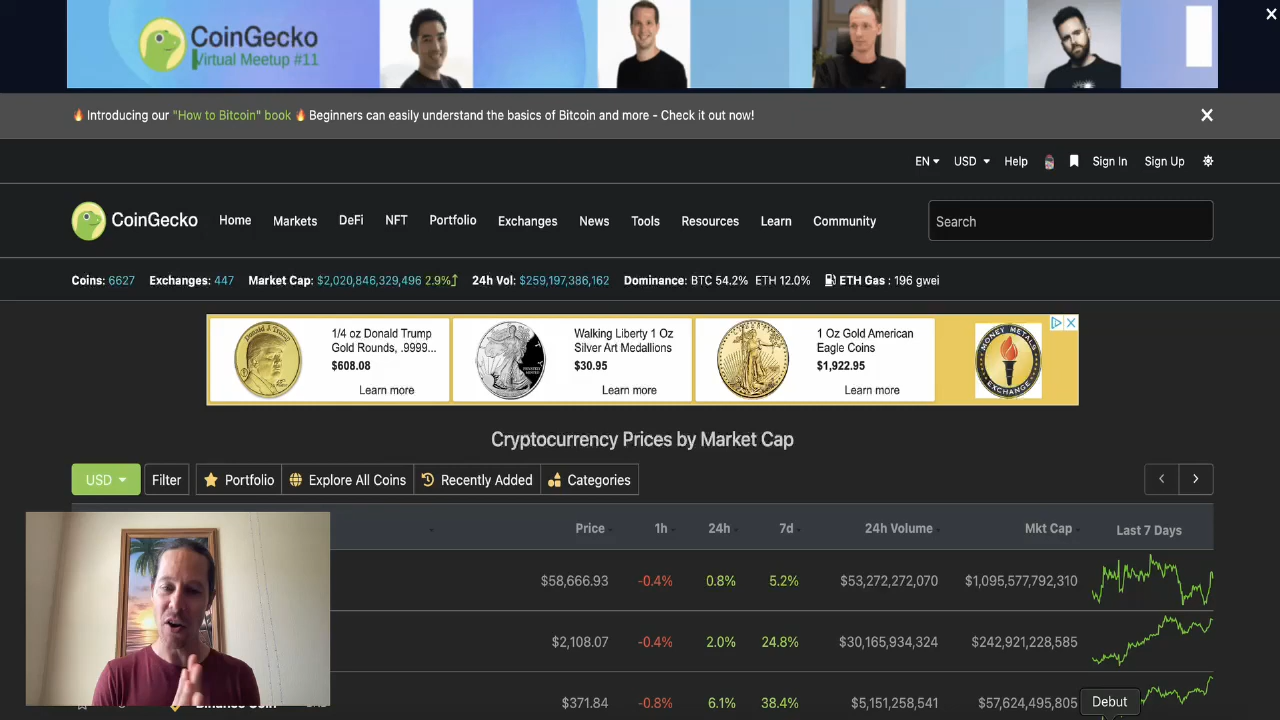 CoinGecko
Virtual Meetup #11
Introducing our "How to Bitcoin" book Beginners can easily understand the basics of Bitcoin and more - Check it out now!
EN USD Help Sign In Sign Up
CoinGecko Home Markets DeFi NFT Portfolio Exchanges News Tools Resources Learn Community Search
Coins: 6627 Exchanges: 447 Market Cap: $2,020,846,329,496 2.9% 24h Vol: $259,197,386,162 Dominance: BTC 54.2% ETH 12.0% ETH Gas : 196 gwei
1/4 oz Donald Trump
Gold Rounds, .9999...
$608.08
Learn more
Walking Liberty 1 Oz
Silver Art Medallions
$30.95
Learn more
1 Oz Gold American
Eagle Coins
$1,922.95
Learn more
MONEY METALS
EXCHANGE
Cryptocurrency Prices by Market Cap
USD Filter Portfolio Explore All Coins Recently Added Categories
Price 1h 24h 7d 24h Volume Mkt Cap Last 7 Days
$58,666.93 -0.4% 0.8% 5.2% $53,272,272,070 $1,095,577,792,310
$2,108.07 -0.4% 2.0% 24.8% $30,165,934,324 $242,921,228,585
Binance Coin $371.84 -0.8% 6.1% 38.4% $5,151,258,541 $57,624,495,805
Debut